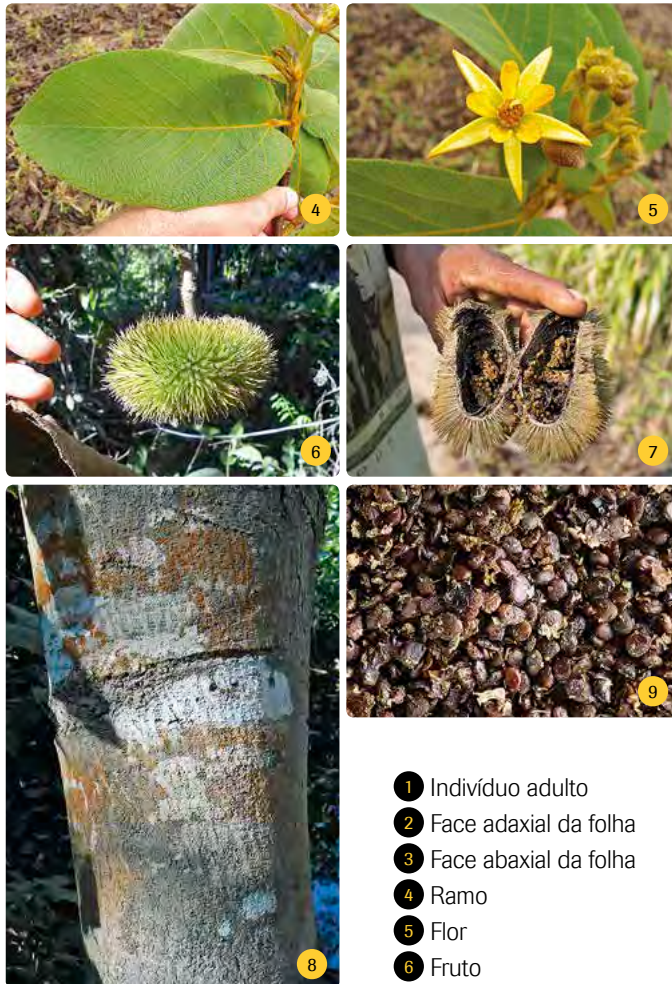 4
5
6
7
8
9
1 Indivíduo adulto
2 Face adaxial da folha
3 Face abaxial da folha
4 Ramo
5 Flor
6 Fruto